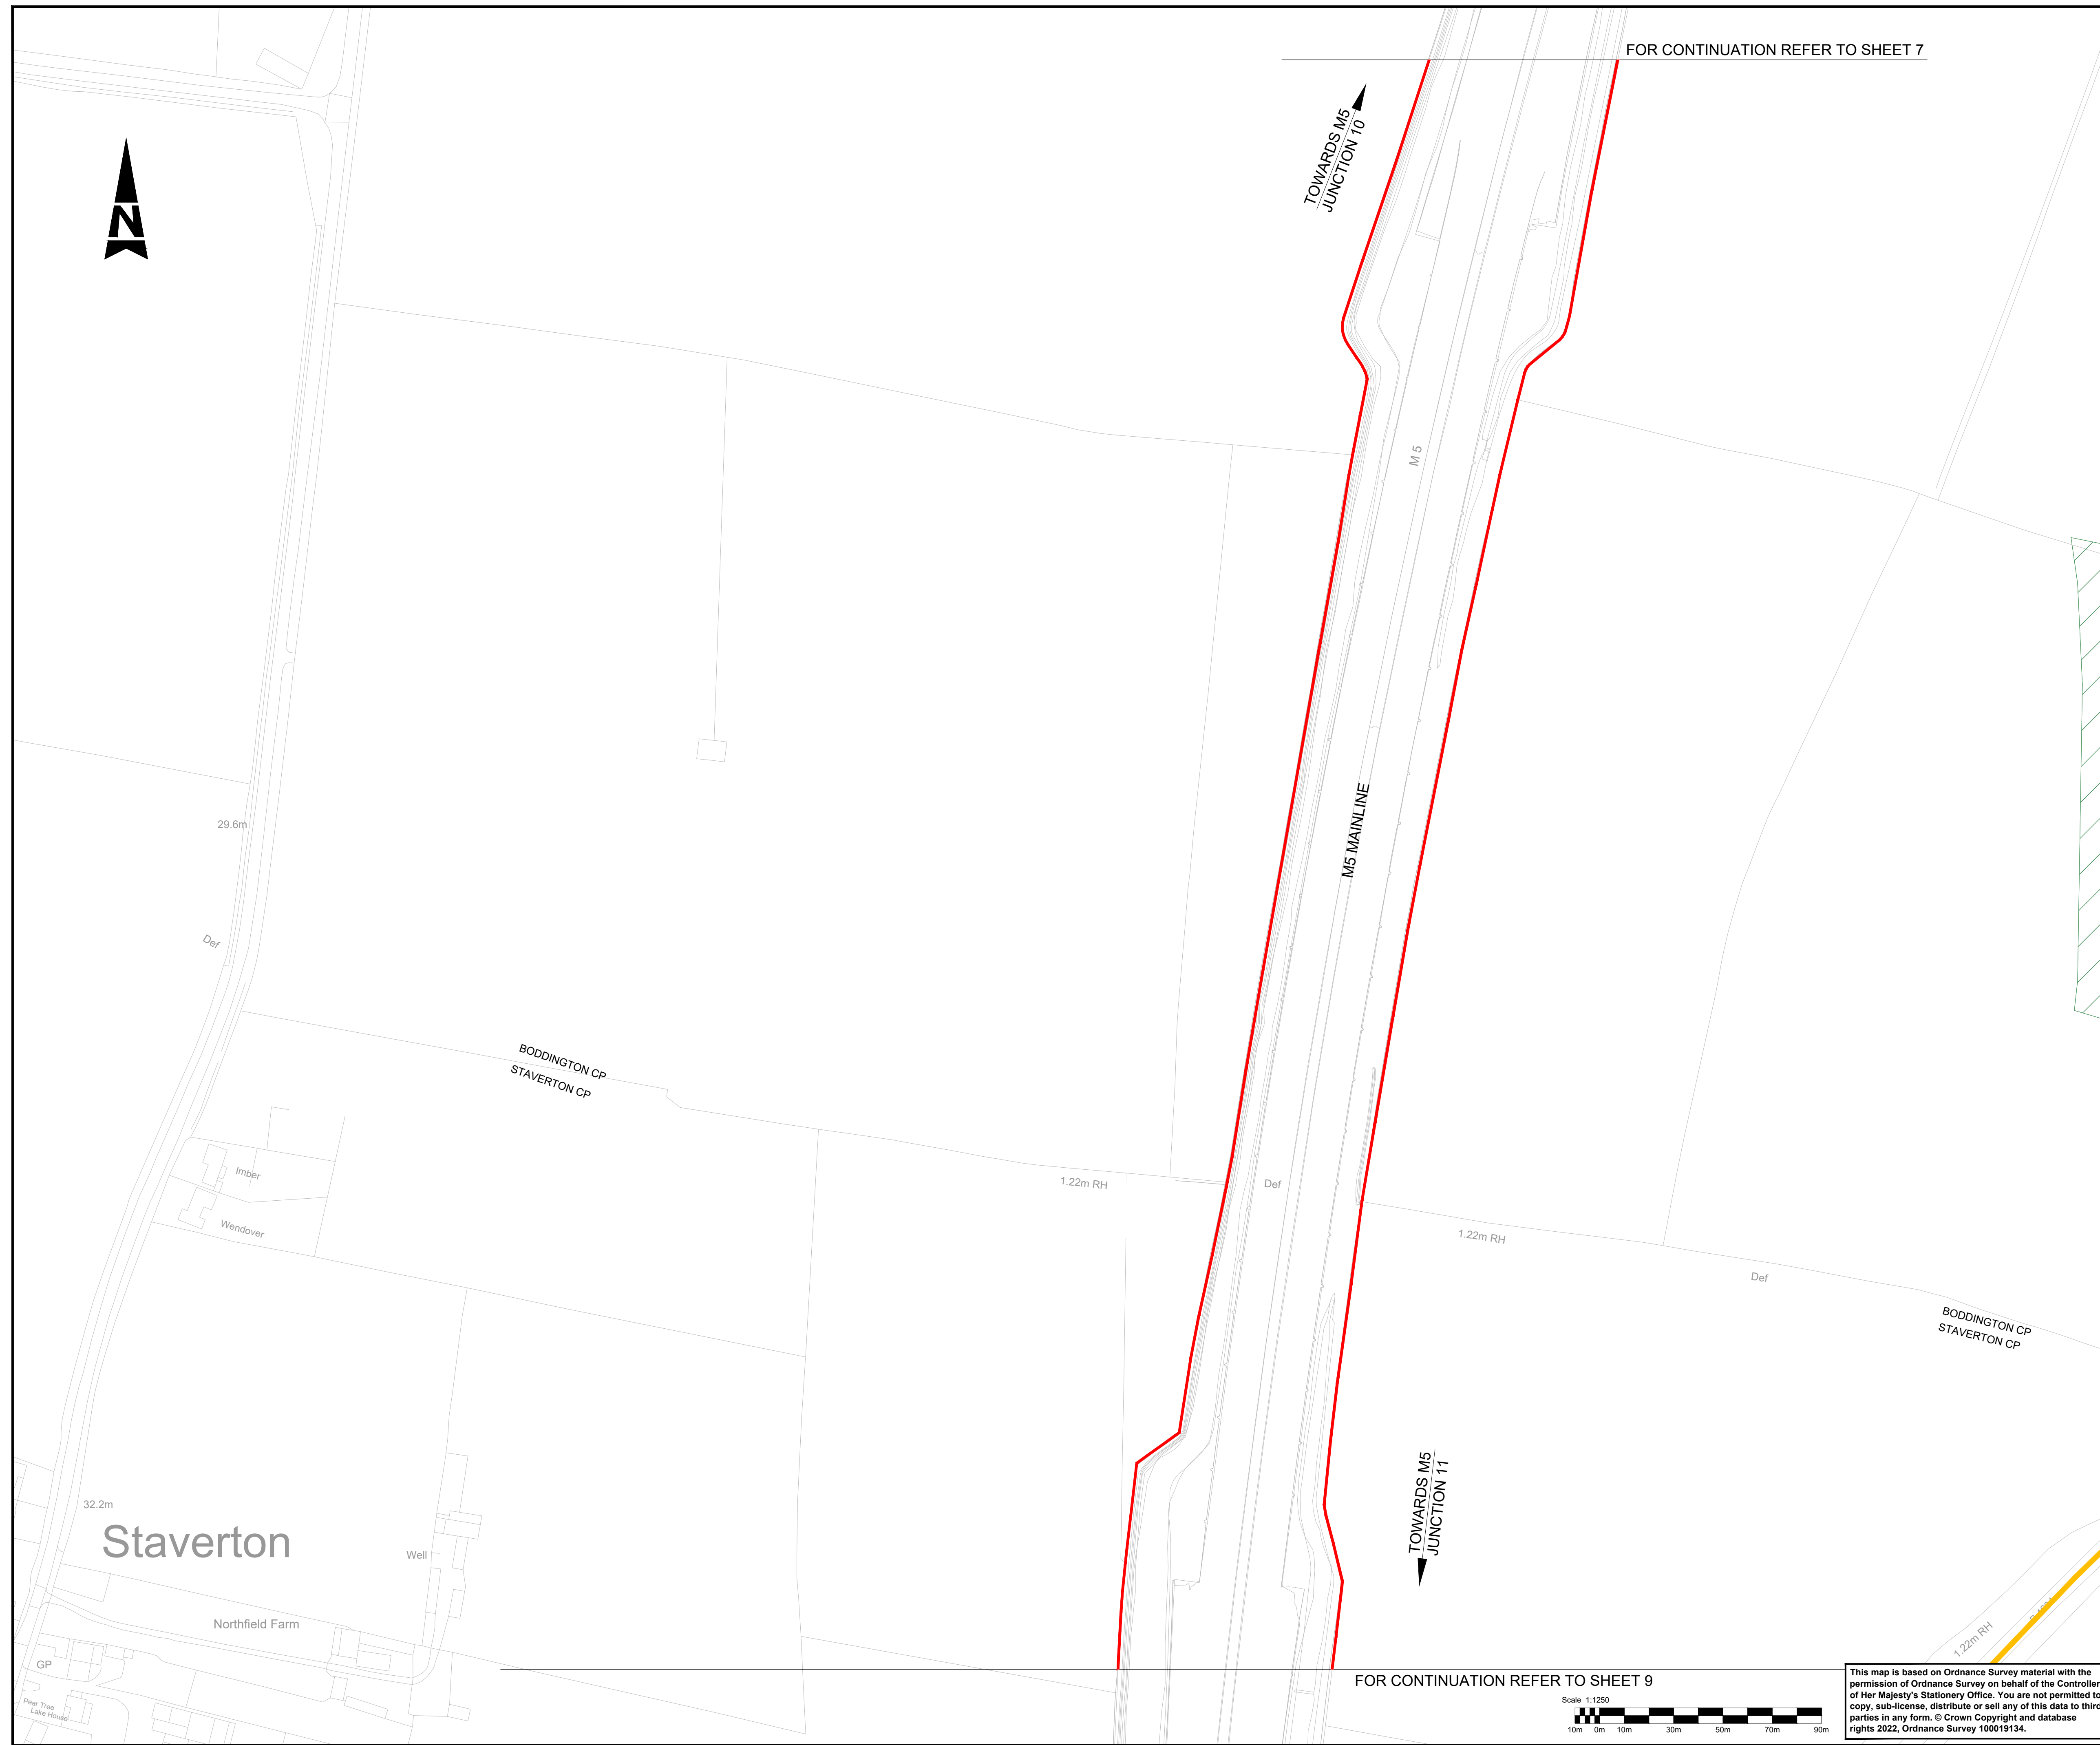 FOR CONTINUATION REFER TO SHEET 7
TOWARDS M5
JUNCTION 10
N
M 5
M5 MAINLINE
29.6m
Def
BODDINGTON CP
STAVERTON CP
Imber
Wendover
1.22m RH
Def
1.22m RH
Def
BODDINGTON CP
STAVERTON CP
TOWARDS M5
JUNCTION 11
32.2m
Staverton
Well
Northfield Farm
GP
Pear Tree
Lake House
1.22m RH
FOR CONTINUATION REFER TO SHEET 9
Scale 1:1250
10m 0m 10m 30m 50m 70m 90m
This map is based on Ordnance Survey material with the
permission of Ordnance Survey on behalf of the Controller
of Her Majesty's Stationery Office. You are not permitted to
copy, sub-license, distribute or sell any of this data to third
parties in any form. © Crown Copyright and database
rights 2022, Ordnance Survey 100019134.